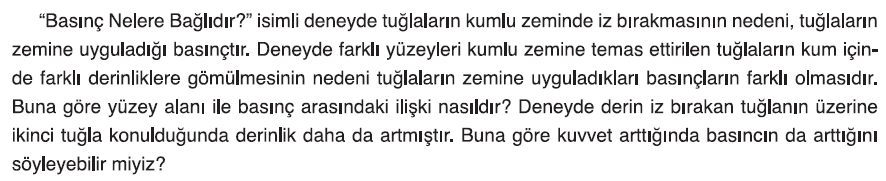 “Basınç Nelere Bağlıdır?” isimli deneyde tuğlaların kumlu zeminde iz bırakmasının nedeni, tuğlaların
zemine uyguladığı basınçtır. Deneyde farklı yüzeyleri kumlu zemine temas ettirilen tuğlaların kum için-
de farklı derinliklere gömülmesinin nedeni tuğlaların zemine uyguladıkları basınçların farklı olmasıdır.
Buna göre yüzey alanı ile basınç arasındaki ilişki nasıldır? Deneyde derin iz bırakan tuğlanın üzerine
ikinci tuğla konulduğunda derinlik daha da artmıştır. Buna göre kuvvet arttığında basıncın da arttığını
söyleyebilir miyiz?